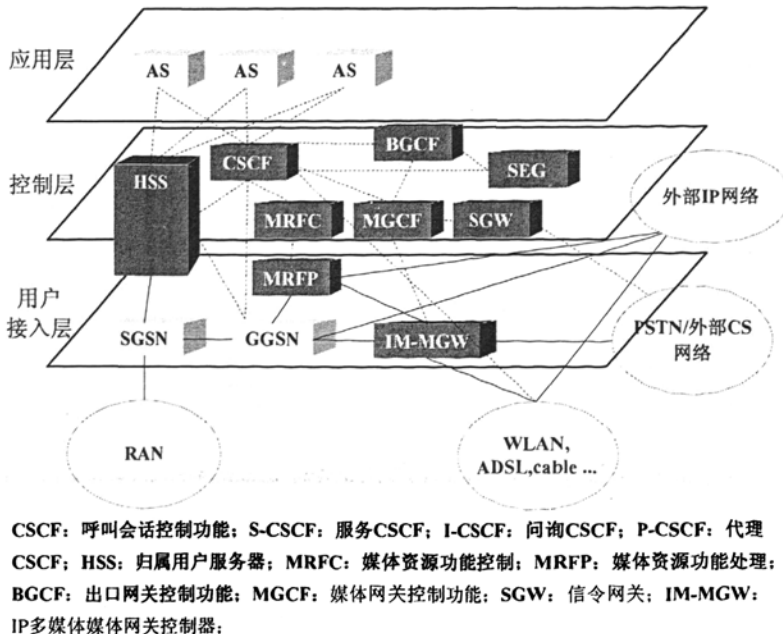 应用层
AS AS AS
控制层
HSS
CSCF
BGCF
SEG
MRFC
MGCF
SGW
外部IP网络
用户
接入层
MRFP
SGSN
GGSN
IM-MGW
PSTN/外部CS
网络
RAN
WLAN,
ADSL,cable ...
CSCF：呼叫会话控制功能；S-CSCF：服务CSCF；I-CSCF：问询CSCF；P-CSCF：代理
CSCF；HSS：归属用户服务器；MRFC：媒体资源功能控制；MRFP：媒体资源功能处理；
BGCF：出口网关控制功能；MGCF：媒体网关控制功能；SGW：信令网关；IM-MGW：
IP多媒体媒体网关控制器；